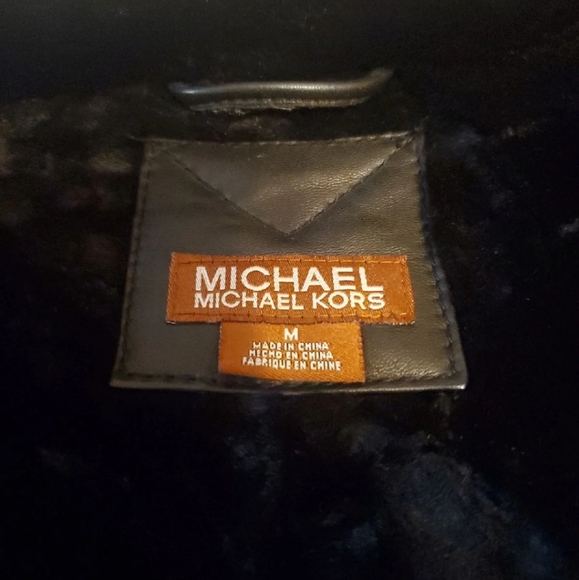 MICHAEL
MICHAEL KORS
M
MADE IN CHINA
HECHO EN CHINA
FABRIQUE EN CHINE